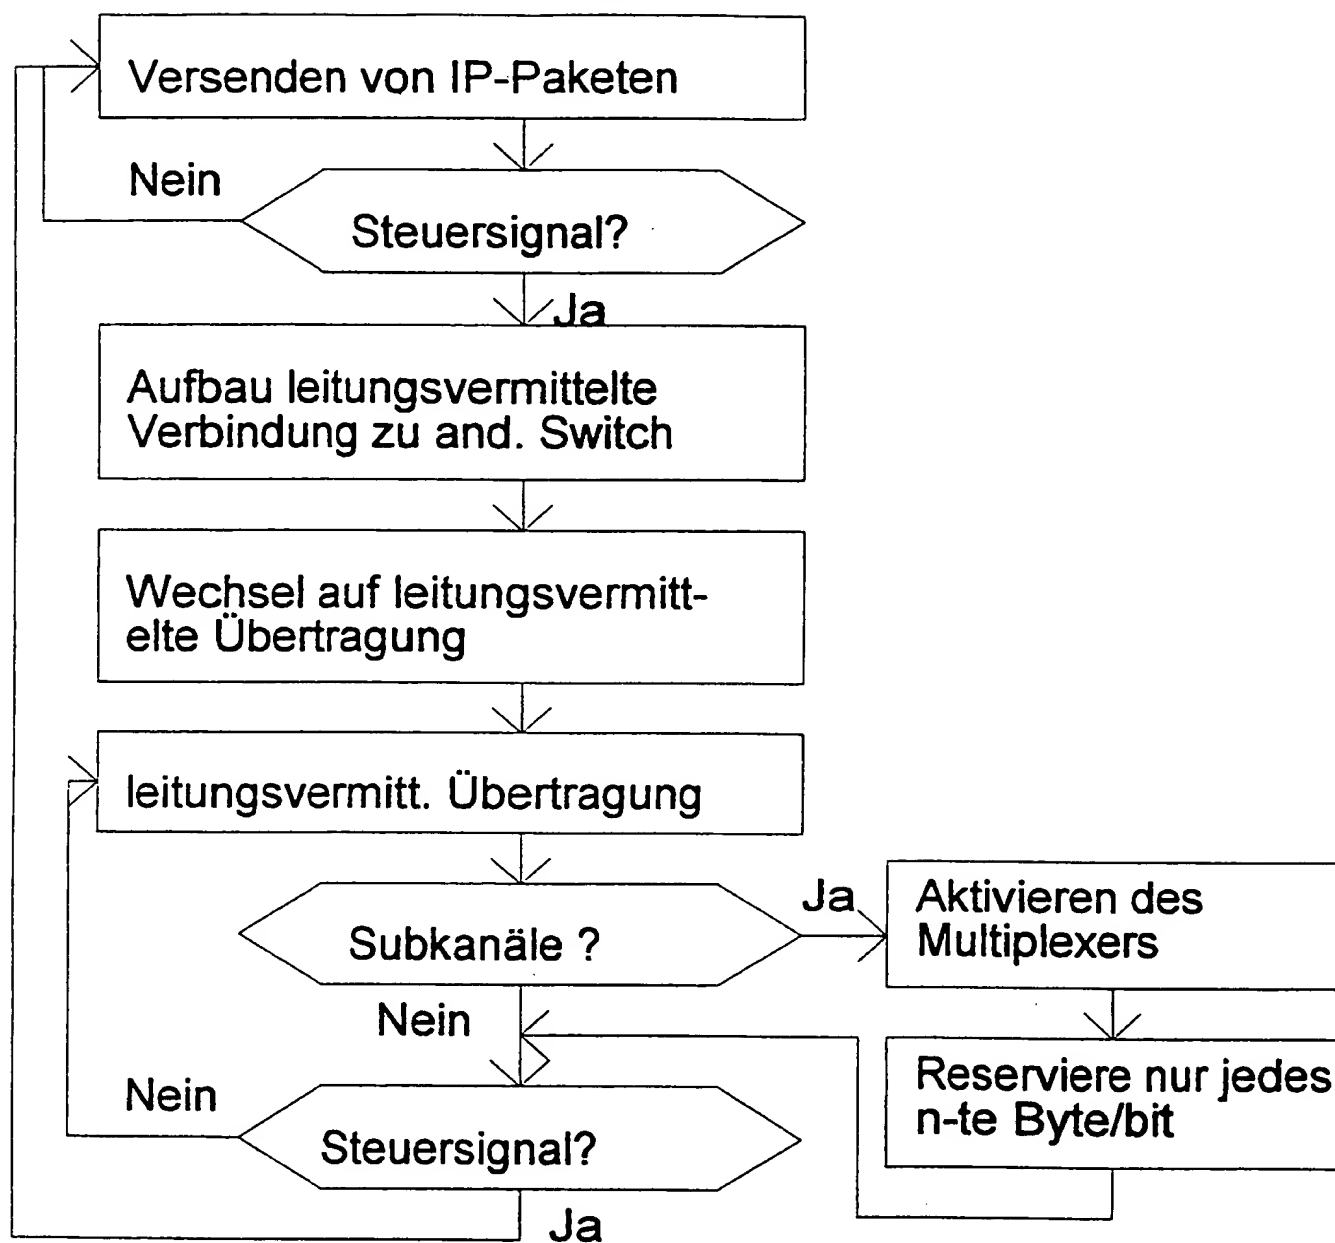 Versenden von IP-Paketen
Nein
Steuersignal?
Ja
Aufbau leitungsvermittelte
Verbindung zu and. Switch
Wechsel auf leitungsvermitt-
elte Übertragung
leitungsvermitt. Übertragung
Subkanäle ?
Ja
Aktivieren des
Multiplexers
Nein
Reserviere nur jedes
n-te Byte/bit
Nein
Steuersignal?
Ja